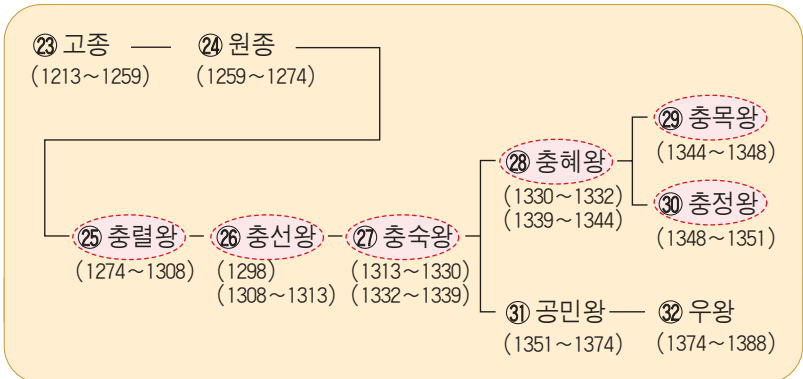 ㉓ 고종
(1213～1259)
㉔ 원종
(1259～1274)
㉕ 충렬왕
(1274～1308)
㉖ 충선왕
(1298)
(1308～1313)
㉗ 충숙왕
(1313～1330)
(1332～1339)
㉘ 충혜왕
(1330～1332)
(1339～1344)
㉙ 충목왕
(1344～1348)
㉚ 충정왕
(1348～1351)
㉛ 공민왕
(1351～1374)
㉜ 우왕
(1374～1388)